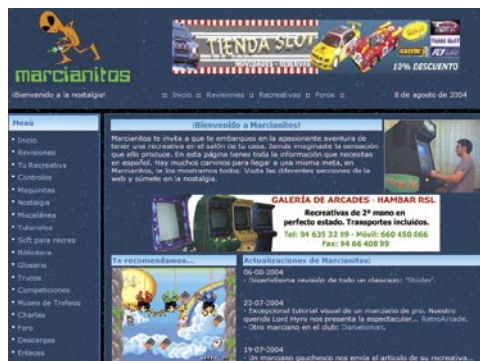 TIENDA SLOT
NOVEDADES - RESERVAS
10% DESCUENTO
marcianitos
¡Bienvenido a la nostalgia!
:: Inicio :: Revisiones :: Recreativas :: Foros ::
8 de agosto de 2004
Menú
• Inicio
• Revisiones
• Tu Recreativa
• Controles
• Maquinitas
• Nostalgia
• Miscelánea
• Tutoriales
• Soft para recres
• Biblioteca
• Glosario
• Trucos
• Competiciones
• Museo de Trofeos
• Charlas
• Foro
• Descargas
• Enlaces
¡Bienvenido a Marcianitos!
Marcianitos te invita a que te embarques en la apasionante aventura de
tener una recreativa en el salón de tu casa. Jamás imaginaste la sensación
que ello produce. En esta página tienes toda la información que necesitas
en español. Hay muchos caminos para llegar a una misma meta, en
Marcianitos, te los mostramos todos. Visita las diferentes secciones de la
web y súmete en la nostalgia.
GALERÍA DE ARCADES - HAMBAR RSL
Recreativas de 2ª mano en
perfecto estado. Transportes incluidos.
Tel: 94 635 32 99 - Móvil: 660 450 066
Fax: 94 66 408 99
Te recomendamos...
Actualizaciones de Marcianitos:
06-08-2004
- Divertidísima revisión de todo un clasicazo: "Strider".
23-07-2004
- Excepcional tutorial visual de un marciano de pro. Nuestro
querido Lord Hyru nos presenta la espectacular... RetroArcade.
- Otro marciano en el club: Danieloman.
19-07-2004
- Un marciano gauchesco nos envía el artículo de su recreativa...